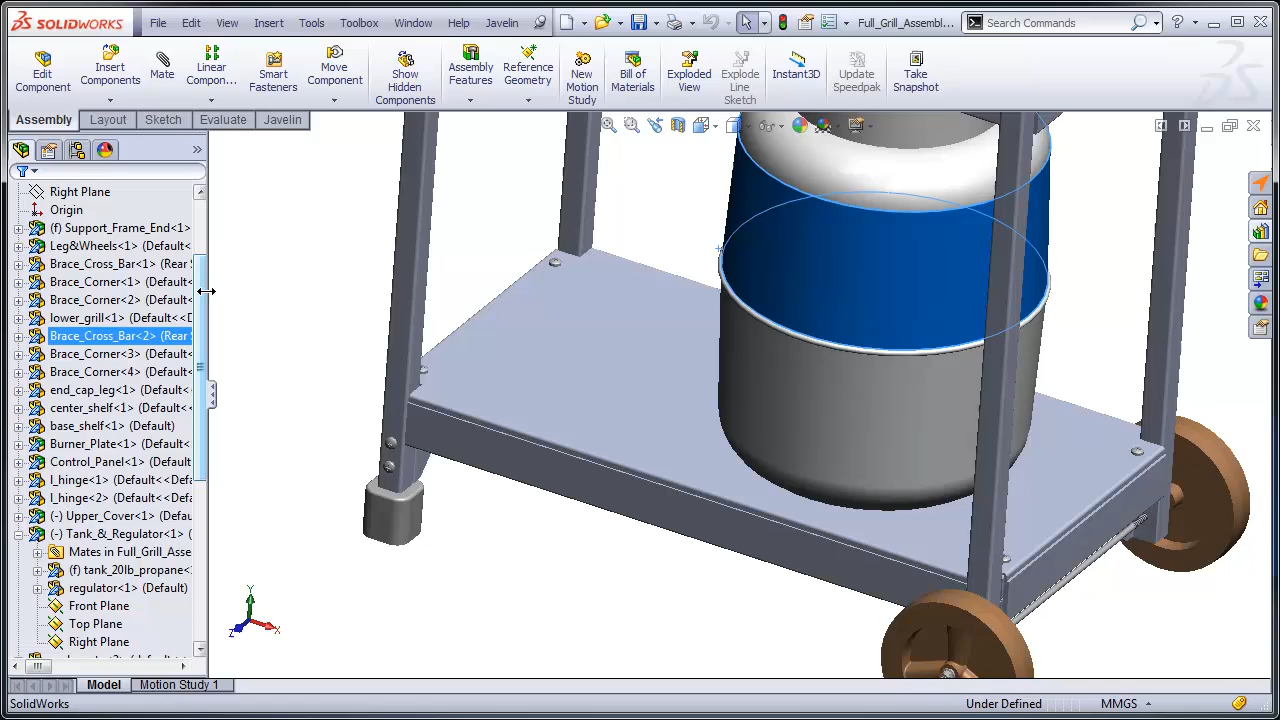 SOLIDWORKS File Edit View Insert Tools Toolbox Window Help Javelin Full_Grill_Assembl... Search Commands
Edit Component
Insert Components
Mate
Linear Compon...
Smart Fasteners
Move Component
Show Hidden Components
Assembly Features
Reference Geometry
New Motion Study
Bill of Materials
Exploded View
Explode Line Sketch
Instant3D
Update Speedpak
Take Snapshot
Assembly Layout Sketch Evaluate Javelin
Right Plane
Origin
(f) Support_Frame_End<1>
Leg&Wheels<1> (Default<
Brace_Cross_Bar<1> (Rear
Brace_Corner<1> (Default<
Brace_Corner<2> (Default<
lower_grill<1> (Default<<D
Brace_Cross_Bar<2> (Rear
Brace_Corner<3> (Default<
Brace_Corner<4> (Default<
end_cap_leg<1> (Default<<
center_shelf<1> (Default<<
base_shelf<1> (Default)
Burner_Plate<1> (Default<
Control_Panel<1> (Default
l_hinge<1> (Default<<Defa
l_hinge<2> (Default<<Defa
(-) Upper_Cover<1> (Defau
(-) Tank_&_Regulator<1> (
Mates in Full_Grill_Asse
(f) tank_20lb_propane<
regulator<1> (Default)
Front Plane
Top Plane
Right Plane
Y
Z
X
Model Motion Study 1
SolidWorks Under Defined MMGS